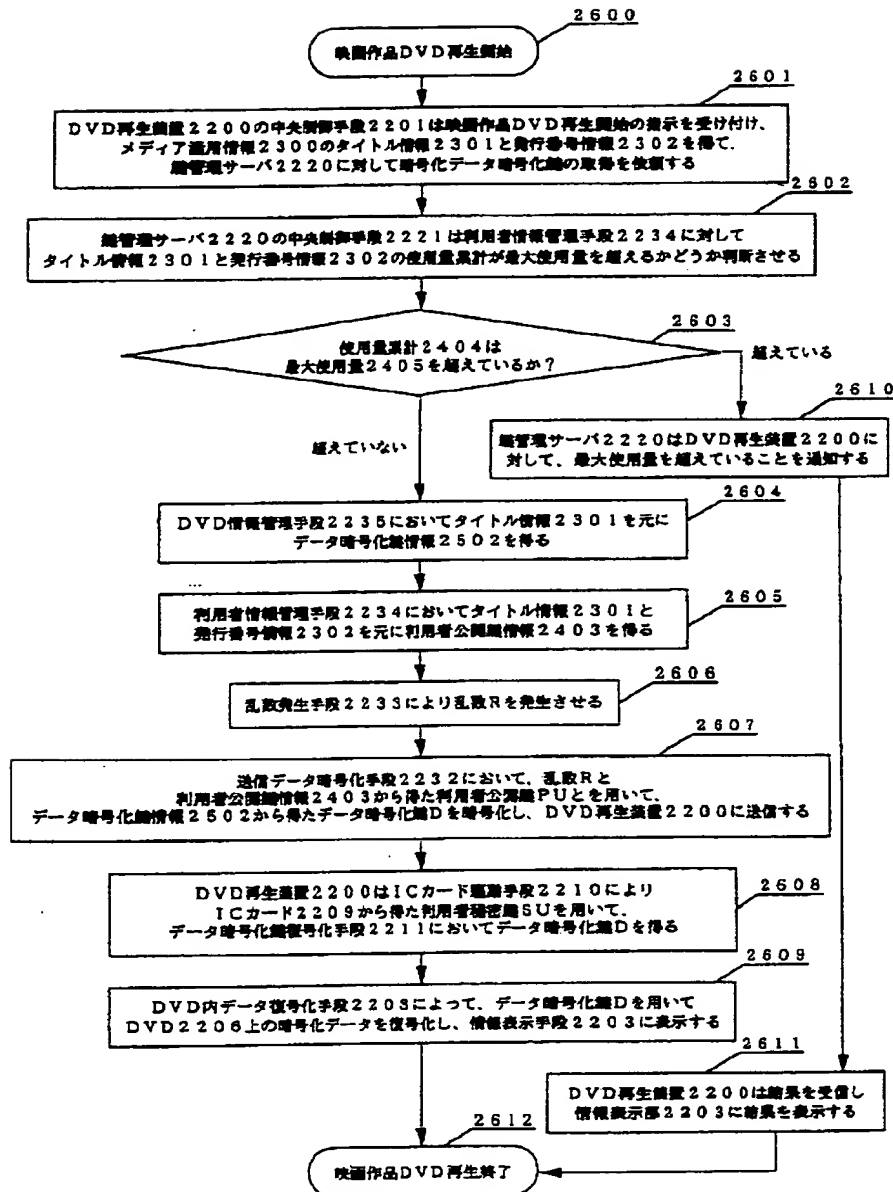 2600
映画作品DVD再生開始
2601
DVD再生装置2200の中央制御手段2201は映画作品DVD再生開始の指示を受け付け、
メディア運用情報2300のタイトル情報2301と発行番号情報2302を得て、
鍵管理サーバ2220に対して暗号化データ暗号化鍵の取得を依頼する
2602
鍵管理サーバ2220の中央制御手段2221は利用者情報管理手段2234に対して
タイトル情報2301と発行番号情報2302の使用量累計が最大使用量を超えるかどうか判断させる
2603
使用量累計2404は
最大使用量2405を超えているか?
超えている
2610
超えていない
鍵管理サーバ2220はDVD再生装置2200に
対して、最大使用量を超えていることを通知する
2604
DVD情報管理手段2235においてタイトル情報2301を元に
データ暗号化鍵情報2502を得る
...
2605
利用者情報管理手段2234においてタイトル情報2301と
発行番号情報2302を元に利用者公開鍵情報2403を得る
2606
乱数発生手段2233により乱数Rを発生させる
2607
送信データ暗号化手段2232において、乱数Rと
利用者公開鍵情報2403から得た利用者公開鍵PUとを用いて、
データ暗号化鍵情報2502から得たデータ暗号化鍵Dを暗号化し、DVD再生装置2200に送信する
2608
DVD再生装置2200はICカード駆動手段2210により
ICカード2209から得た利用者秘密鍵SUを用いて、
データ暗号化鍵復号化手段2211においてデータ暗号化鍵Dを得る
2609
DVD内データ復号化手段2203によって、データ暗号化鍵Dを用いて
DVD2206上の暗号化データを復号化し、情報表示手段2203に表示する
2611
DVD再生装置2200は結果を受信し
情報表示部2203に結果を表示する
2612
映画作品DVD再生終了